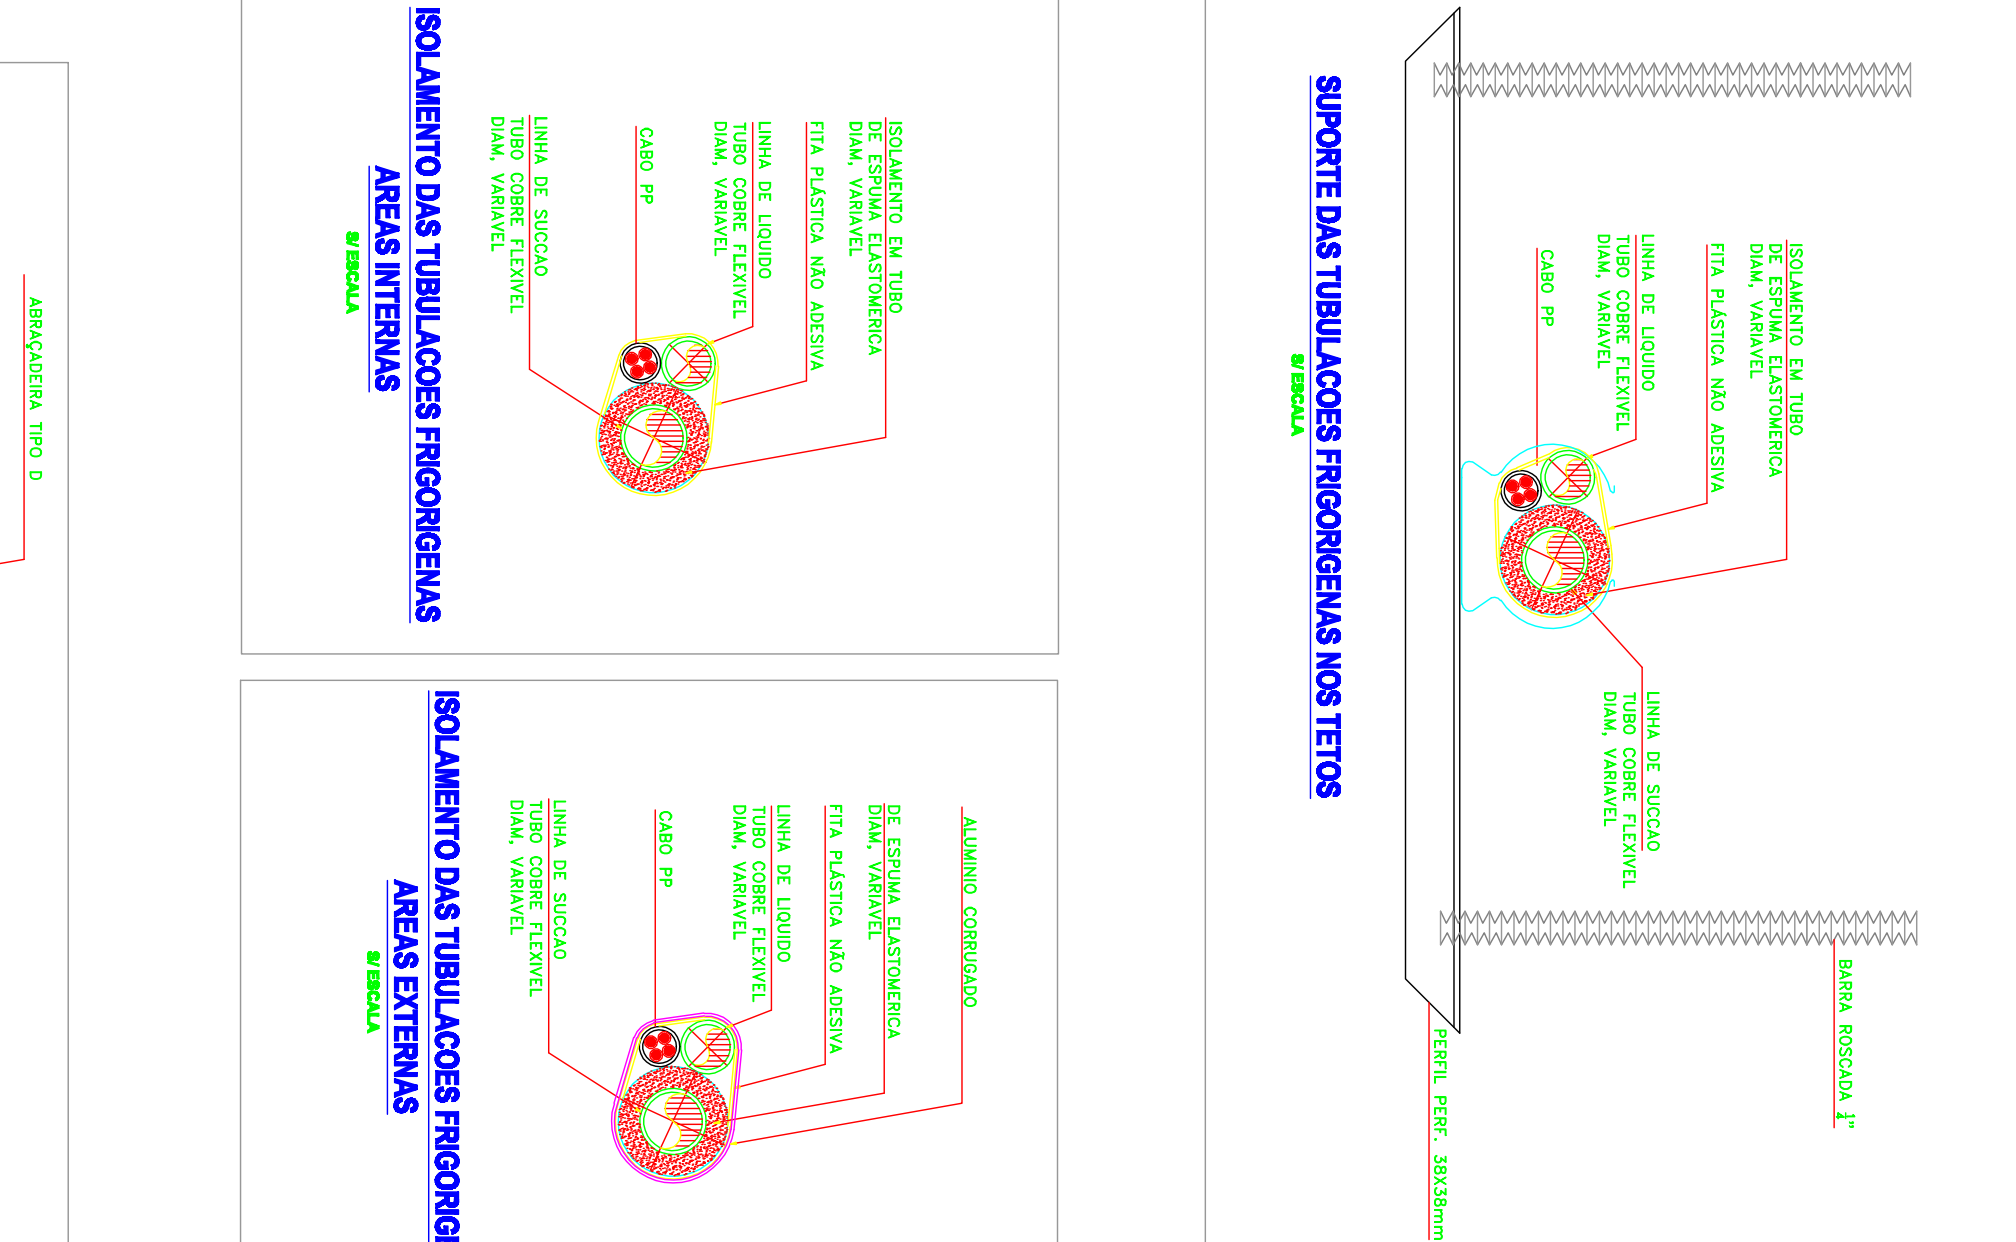 SUPORTE DAS TUBULACOES FRIGORIGENAS NOS TETOS
S/ESCALA
ISOLAMENTO EM TUBO
DE ESPUMA ELASTOMERICA
DIAM, VARIAVEL
FITA PLÁSTICA NÃO ADESIVA
LINHA DE LIQUIDO
TUBO COBRE FLEXIVEL
DIAM, VARIAVEL
CABO PP
LINHA DE SUCCAO
TUBO COBRE FLEXIVEL
DIAM, VARIAVEL
BARRA ROSCADA 1/4"
PERFIL PERF. 38X38mm
ISOLAMENTO EM TUBO
DE ESPUMA ELASTOMERICA
DIAM, VARIAVEL
FITA PLÁSTICA NÃO ADESIVA
LINHA DE LIQUIDO
TUBO COBRE FLEXIVEL
DIAM, VARIAVEL
CABO PP
LINHA DE SUCCAO
TUBO COBRE FLEXIVEL
DIAM, VARIAVEL
ISOLAMENTO DAS TUBULACOES FRIGORIGENAS
AREAS INTERNAS
S/ESCALA
ALUMINIO CORRUGADO
DE ESPUMA ELASTOMERICA
DIAM, VARIAVEL
FITA PLÁSTICA NÃO ADESIVA
LINHA DE LIQUIDO
TUBO COBRE FLEXIVEL
DIAM, VARIAVEL
CABO PP
LINHA DE SUCCAO
TUBO COBRE FLEXIVEL
DIAM, VARIAVEL
ISOLAMENTO DAS TUBULACOES FRIGORIG
AREAS EXTERNAS
S/ESCALA
ABRAÇADEIRA TIPO D